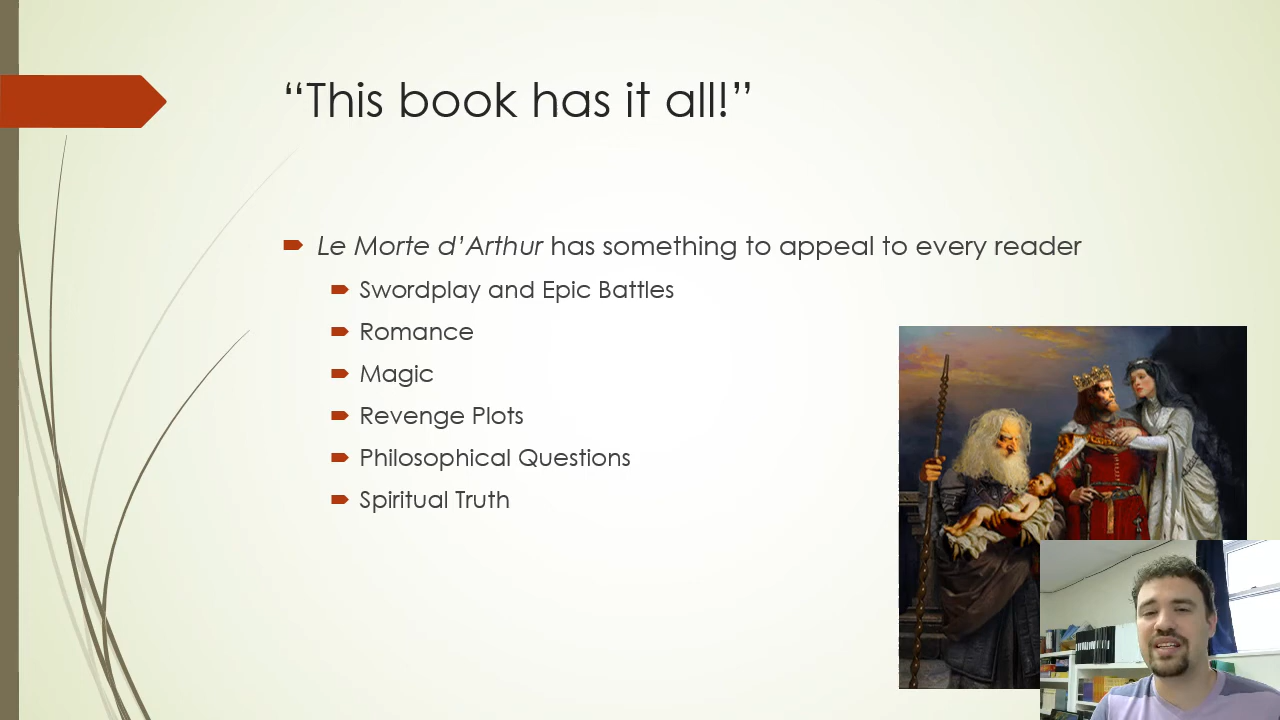 “This book has it all!”
Le Morte d’Arthur has something to appeal to every reader
Swordplay and Epic Battles
Romance
Magic
Revenge Plots
Philosophical Questions
Spiritual Truth